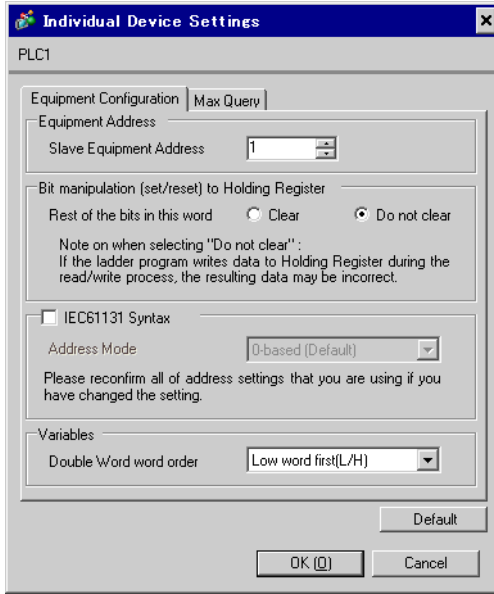 Individual Device Settings
PLC1
Equipment Configuration Max Query
Equipment Address
Slave Equipment Address 1
Bit manipulation (set/reset) to Holding Register
Rest of the bits in this word Clear Do not clear
Note on when selecting "Do not clear" :
If the ladder program writes data to Holding Register during the
read/write process, the resulting data may be incorrect.
IEC61131 Syntax
Address Mode 0-based (Default)
Please reconfirm all of address settings that you are using if you
have changed the setting.
Variables
Double Word word order Low word first(L/H)
Default
OK (O) Cancel